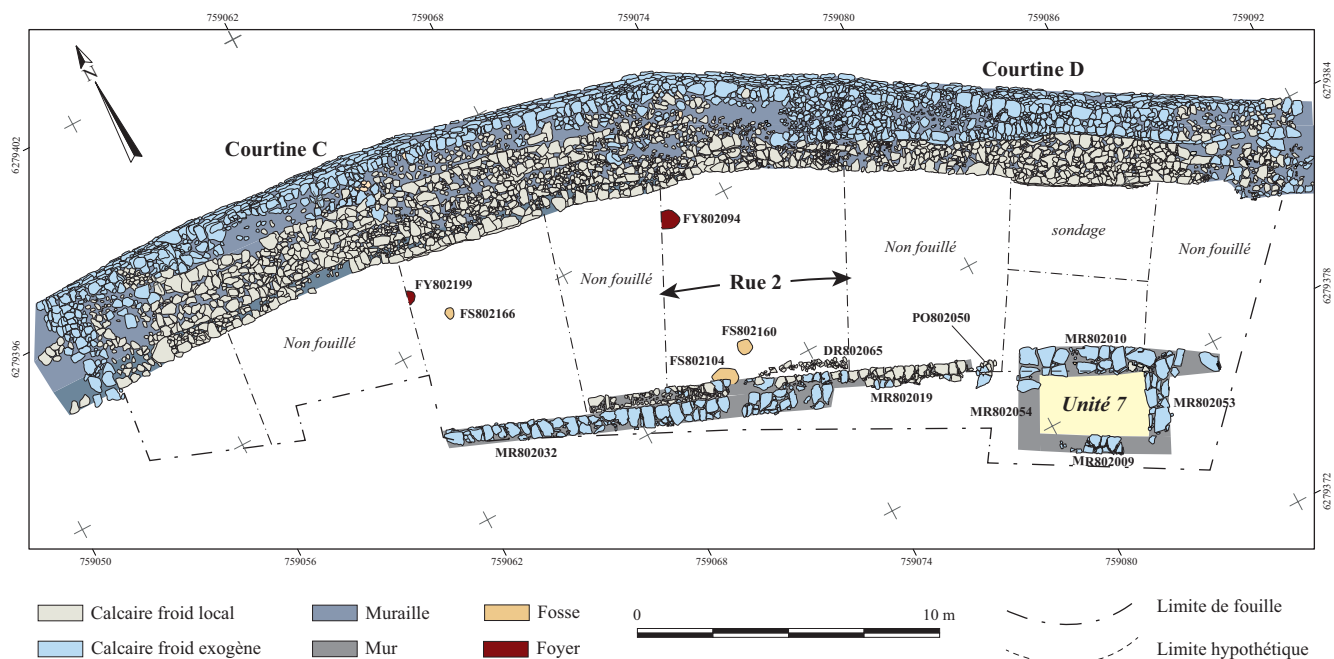 759062 759068 759074 759080 759086 759092
N
Courtine D
6279384
Courtine C
6279402
FY802094
Non fouillé
sondage
Non fouillé
Non fouillé
Rue 2
FY802199
FS802166
6279378
PO802050
Non fouillé
FS802160
MR802010
DR802065
6279396
FS802104
MR802019
MR802054
Unité 7
MR802053
MR802032
MR802009
6279372
759050 759056 759062 759068 759074 759080
Calcaire froid local
Muraille
Fosse
0 10 m
Limite de fouille
Calcaire froid exogène
Mur
Foyer
Limite hypothétique